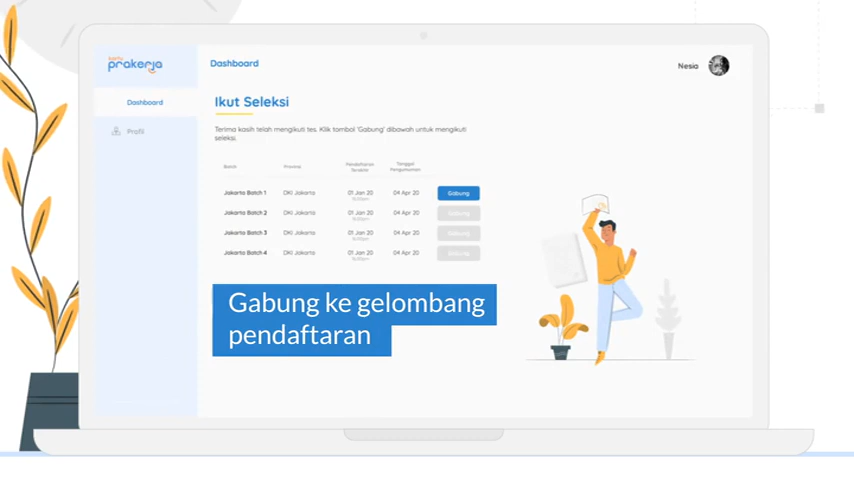 kartu
prakerja
Dashboard
Nesia
Dashboard
Profil
Ikut Seleksi
Terima kasih telah mengikuti tes. Klik tombol 'Gabung' dibawah untuk mengikuti
seleksi.
Batch Provinsi Pendaftaran Terakhir Tanggal Pengumuman
Jakarta Batch 1 DKI Jakarta 01 Jan 20 04 Apr 20 Gabung
Jakarta Batch 2 DKI Jakarta 01 Jan 20 04 Apr 20 Gabung
Jakarta Batch 3 DKI Jakarta 01 Jan 20 04 Apr 20 Gabung
Jakarta Batch 4 DKI Jakarta 01 Jan 20 04 Apr 20 Gabung
Gabung ke gelombang
pendaftaran